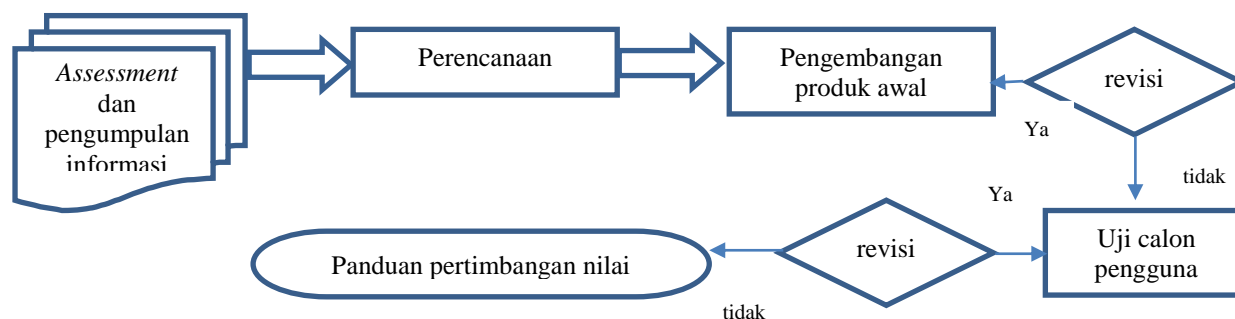 Assessment
dan
pengumpulan
informasi
Perencanaan
Pengembangan
produk awal
revisi
Ya
tidak
Uji calon
pengguna
Ya
revisi
tidak
Panduan pertimbangan nilai